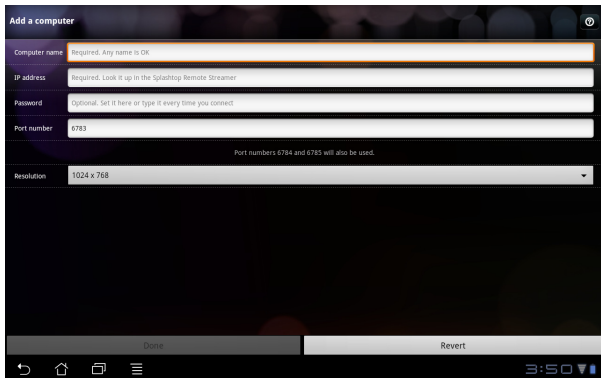 Add a computer
Computer name Required. Any name is OK
IP address Required. Look it up in the Splashtop Remote Streamer
Password Optional. Set it here or type it every time you connect
Port number 6783
Port numbers 6784 and 6785 will also be used.
Resolution 1024 x 768
Done Revert
3:50